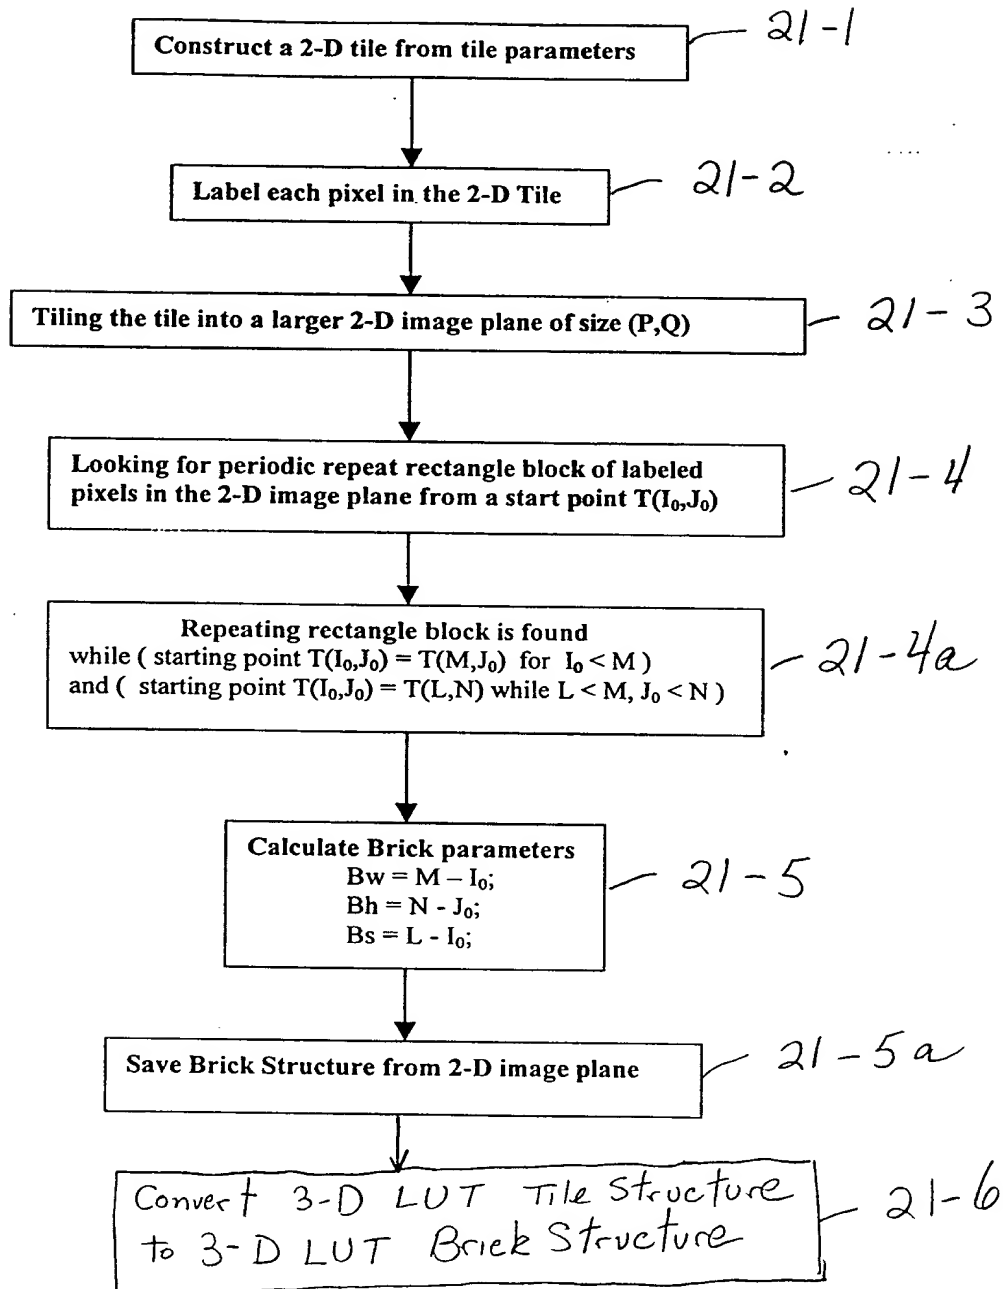 Construct a 2-D tile from tile parameters
21-1
Label each pixel in the 2-D Tile
21-2
Tiling the tile into a larger 2-D image plane of size (P,Q)
21-3
Looking for periodic repeat rectangle block of labeled
pixels in the 2-D image plane from a start point T(I₀,J₀)
21-4
Repeating rectangle block is found
while ( starting point T(I₀,J₀) = T(M,J₀) for I₀ < M )
and ( starting point T(I₀,J₀) = T(L,N) while L < M, J₀ < N )
21-4a
Calculate Brick parameters
Bw = M – I₀;
Bh = N - J₀;
Bs = L - I₀;
21-5
Save Brick Structure from 2-D image plane
21-5a
Convert 3-D LUT Tile Structure
to 3-D LUT Brick Structure
21-6